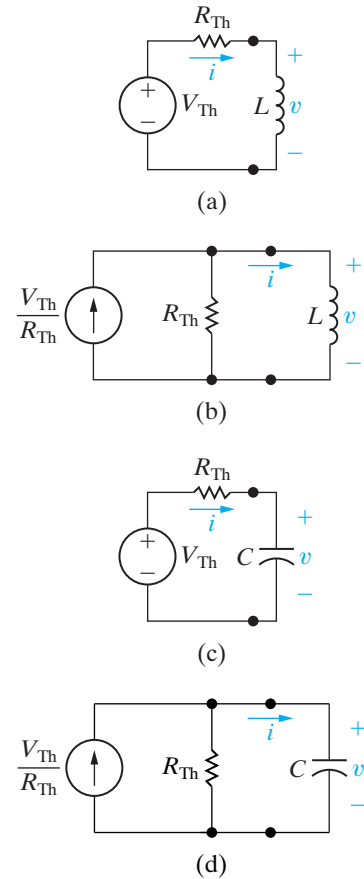 R_Th
+
i
+
−
V_Th
L
v
−
(a)
+
i
V_Th
R_Th
R_Th
L
v
−
(b)
R_Th
i
+
+
−
V_Th
C
v
−
(c)
+
i
V_Th
R_Th
R_Th
C
v
−
(d)